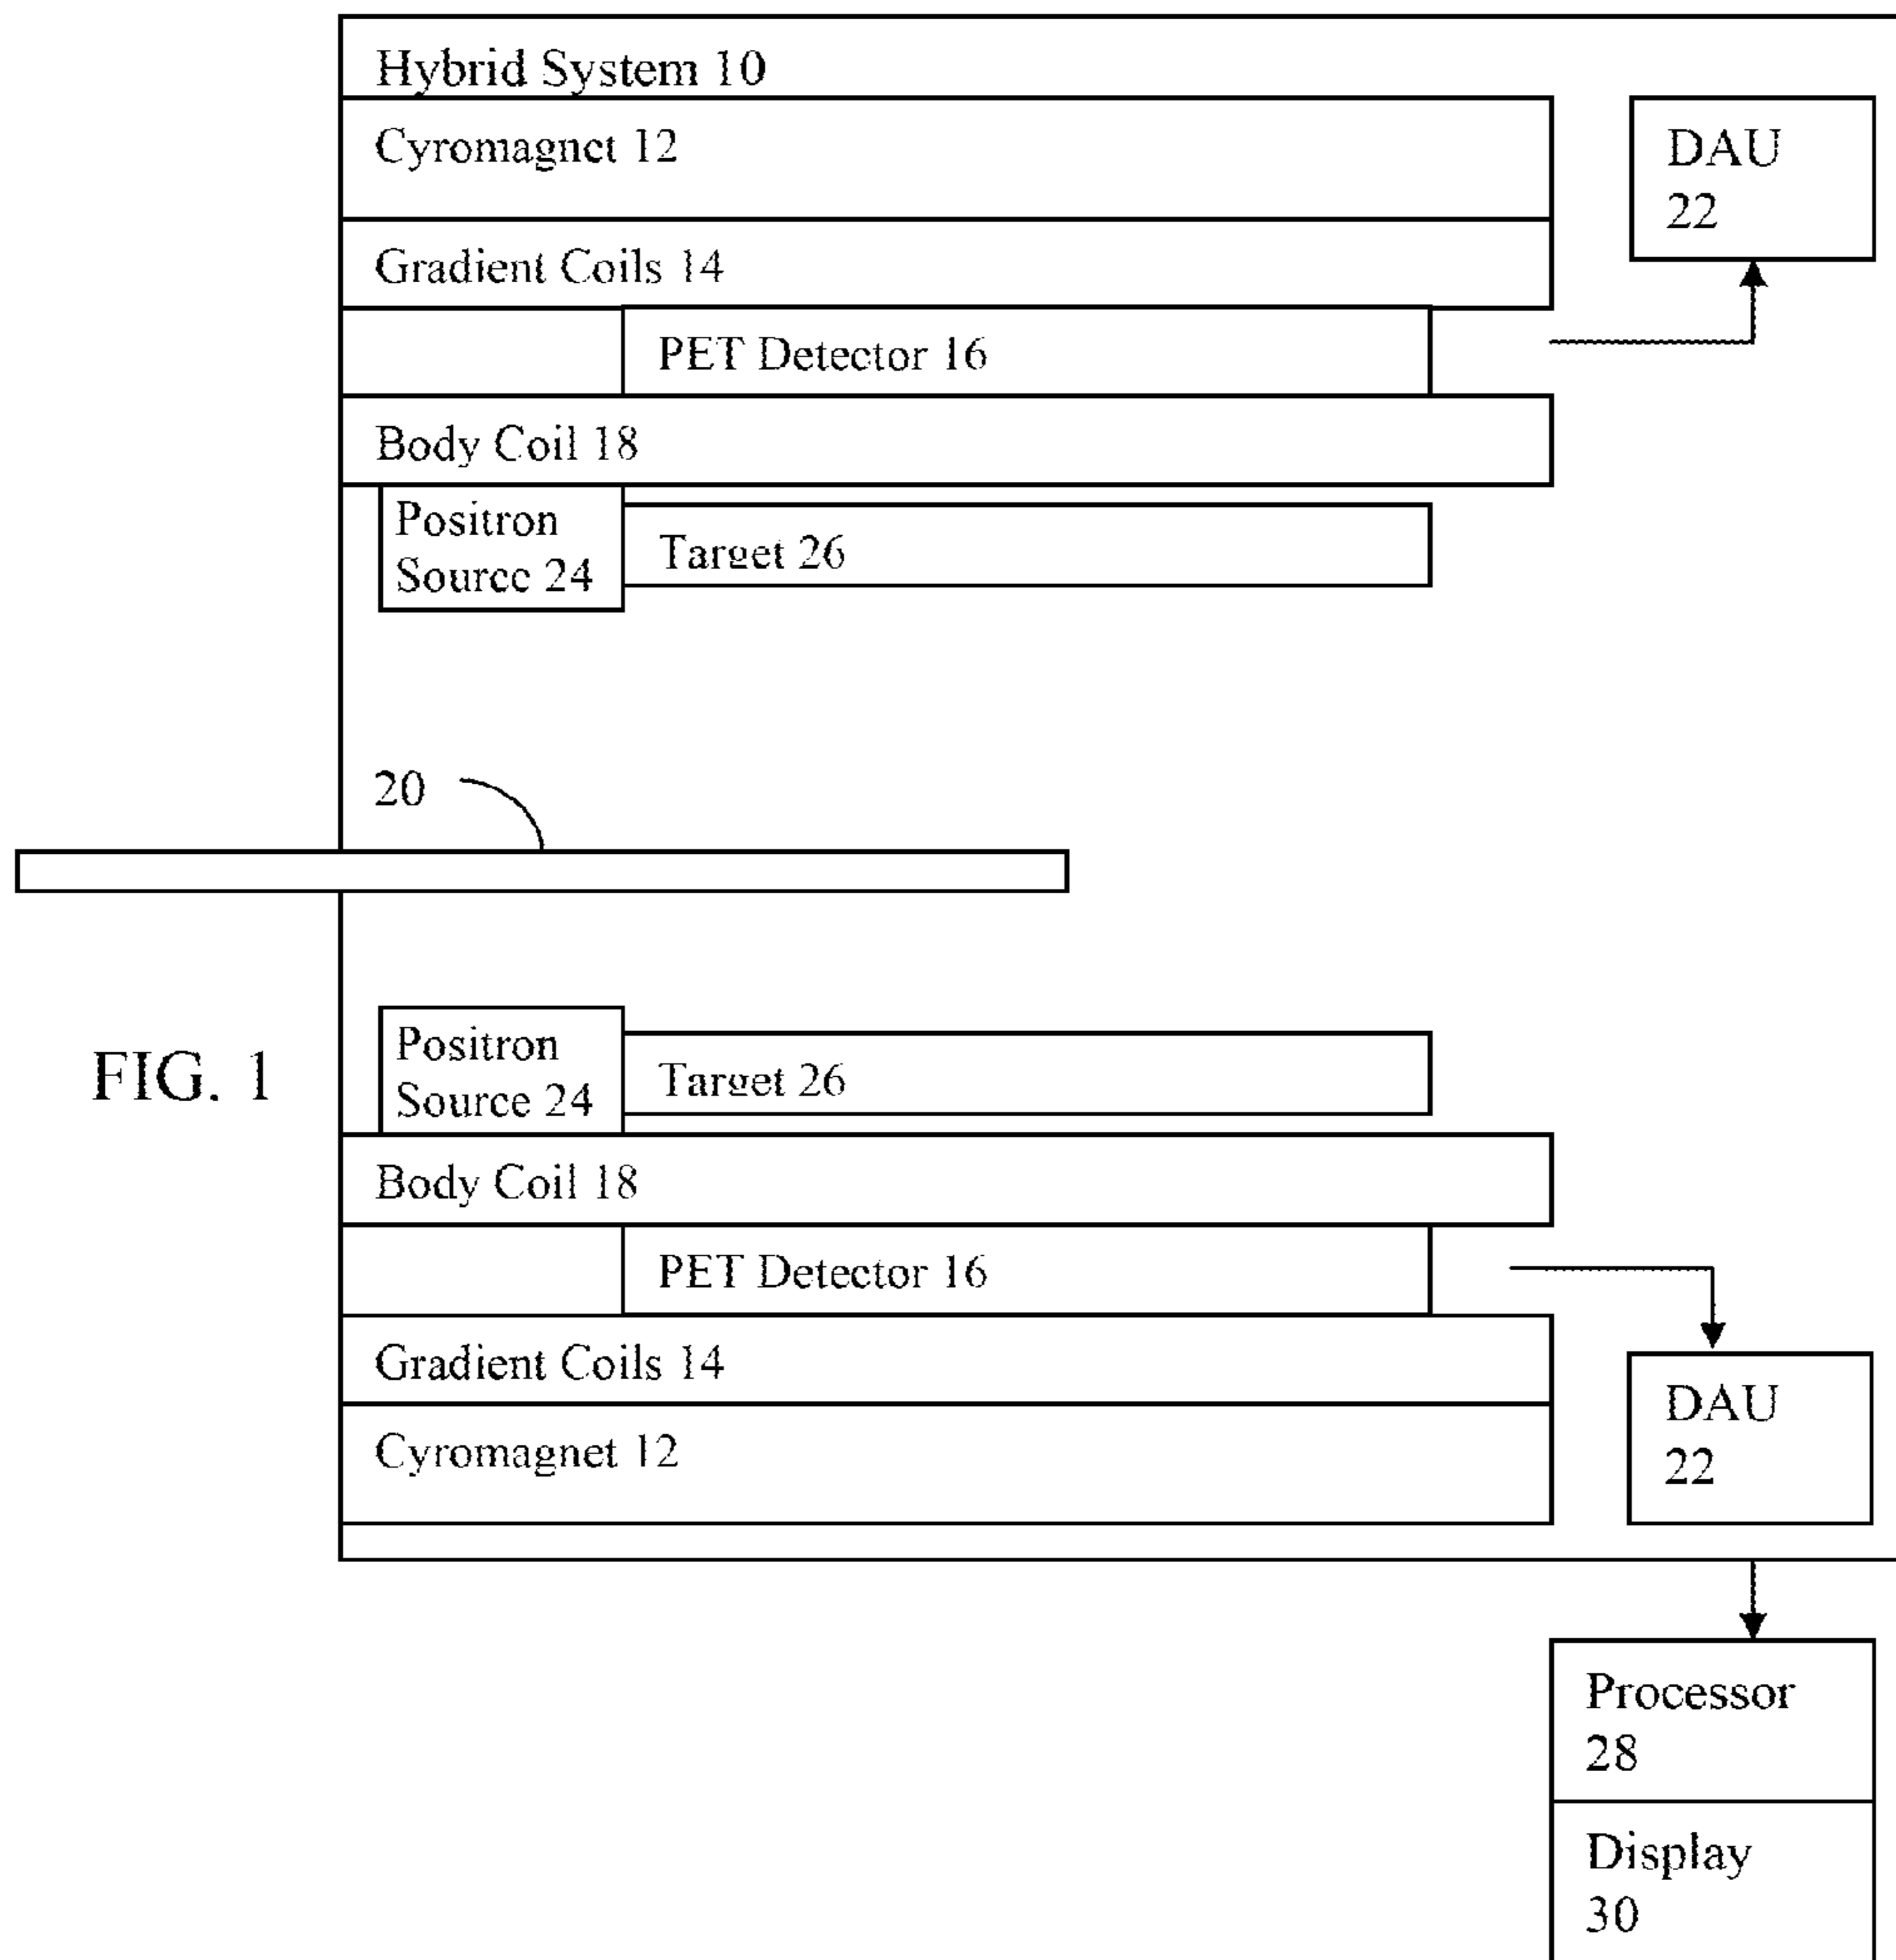 Hybrid System 10
Cyromagnet 12
DAU
22
Gradient Coils 14
PET Detector 16
Body Coil 18
Positron
Source 24
Target 26
20
FIG. 1
Positron
Source 24
Target 26
Body Coil 18
PET Detector 16
Gradient Coils 14
DAU
22
Cyromagnet 12
Processor
28
Display
30